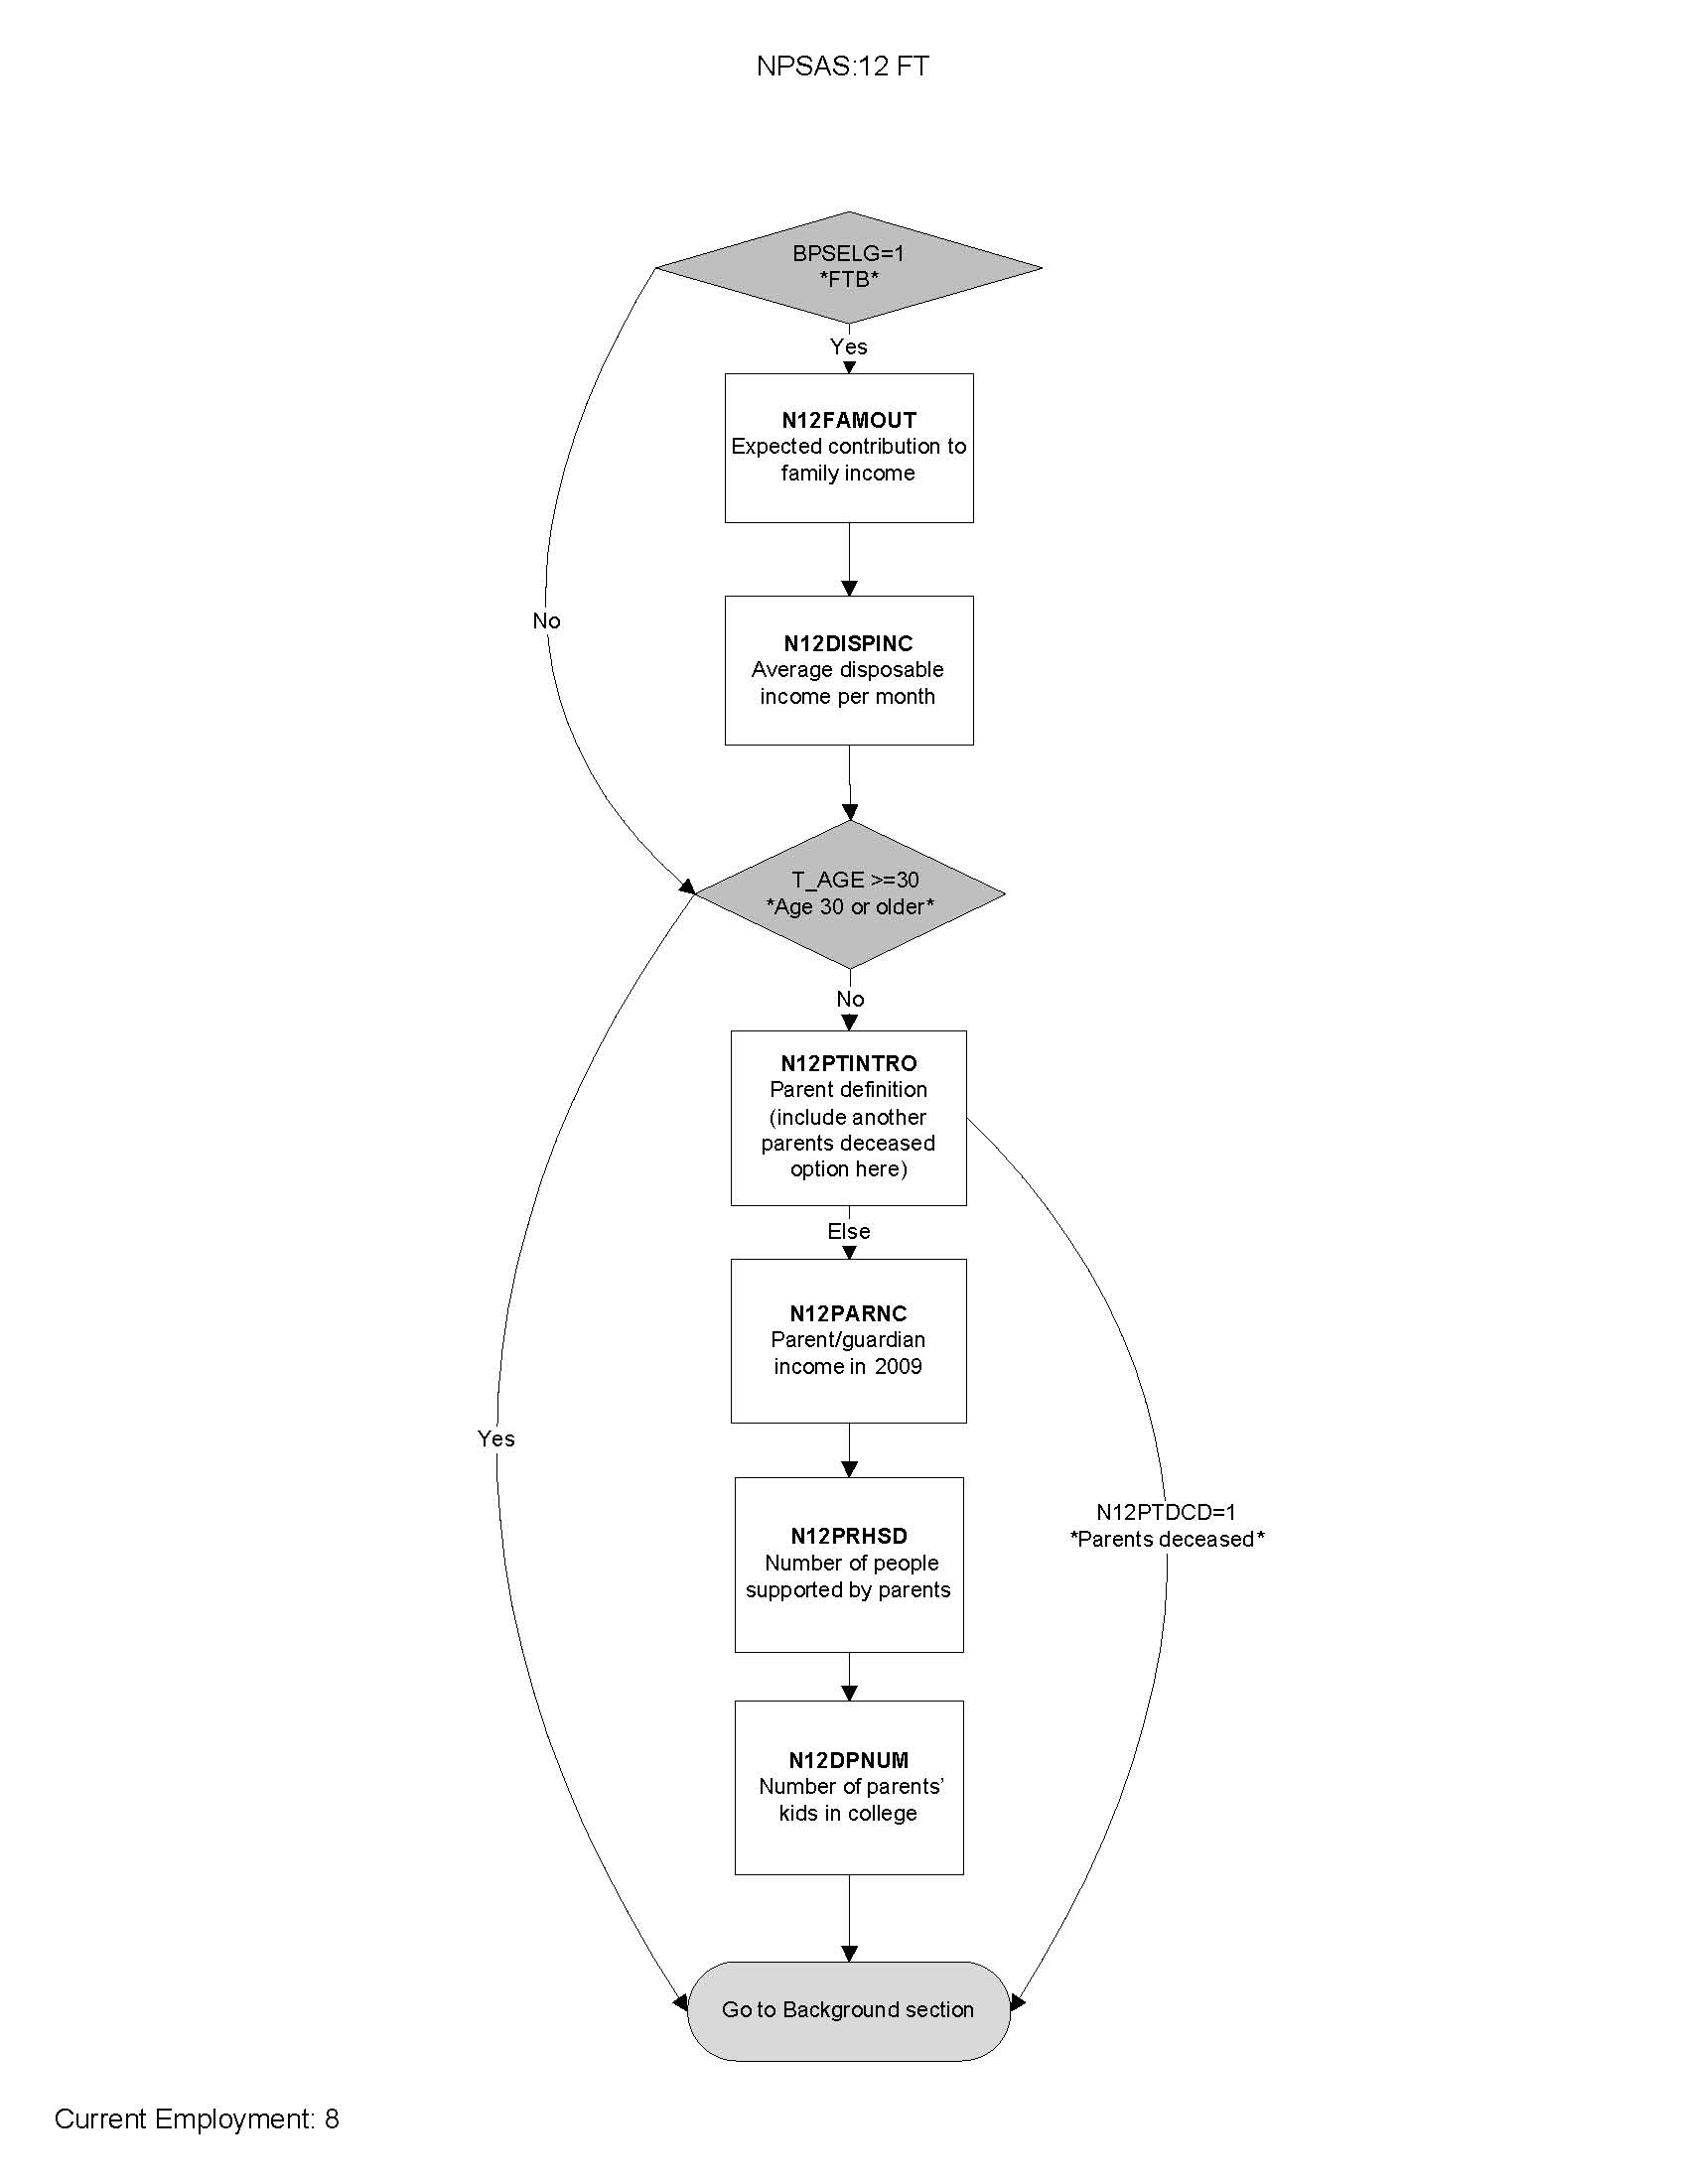 NPSAS:12 FT
BPSELG=1
*FTB*
Yes
N12FAMOUT
Expected contribution to
family income
No
N12DISPINC
Average disposable
income per month
T_AGE >=30
*Age 30 or older*
No
N12PTINTRO
Parent definition
(include another
parents deceased
option here)
Else
N12PARNC
Parent/guardian
income in 2009
Yes
N12PTDCD=1
*Parents deceased*
N12PRHSD
Number of people
supported by parents
N12DPNUM
Number of parents’
kids in college
Go to Background section
Current Employment: 8